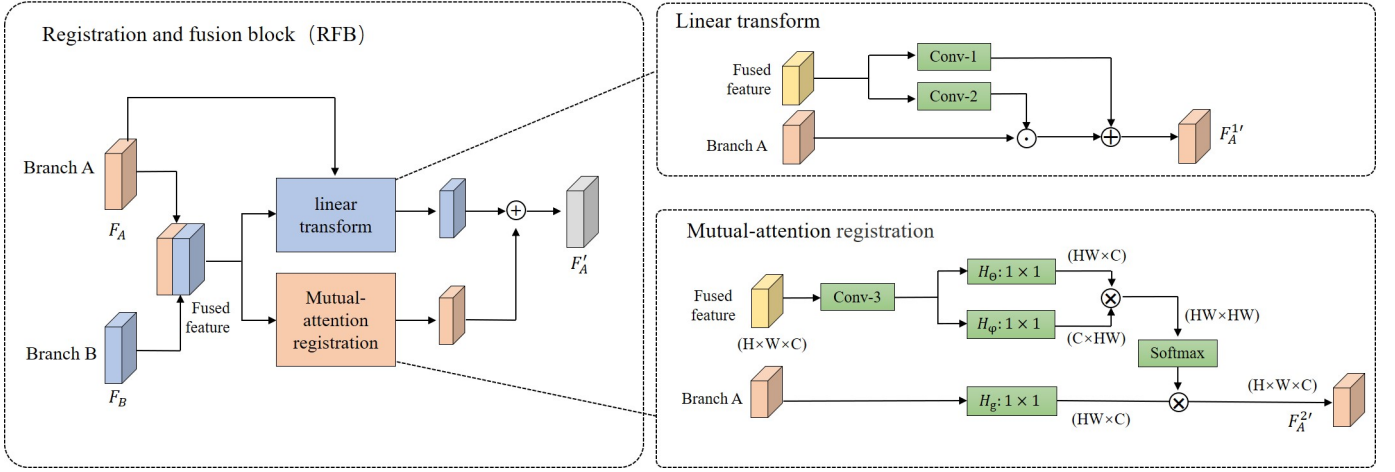 Registration and fusion block (RFB)
Branch A
F_A
Fused
feature
Branch B
F_B
linear
transform
Mutual-
attention
registration
+
F_A′
Linear transform
Fused
feature
Conv-1
Conv-2
Branch A
F_A^1′
Mutual-attention registration
Fused
feature
(H×W×C)
Conv-3
H_Θ: 1 × 1
(HW×C)
H_φ: 1 × 1
(C×HW)
(HW×HW)
Softmax
Branch A
H_g: 1 × 1
(HW×C)
(H×W×C)
F_A^2′